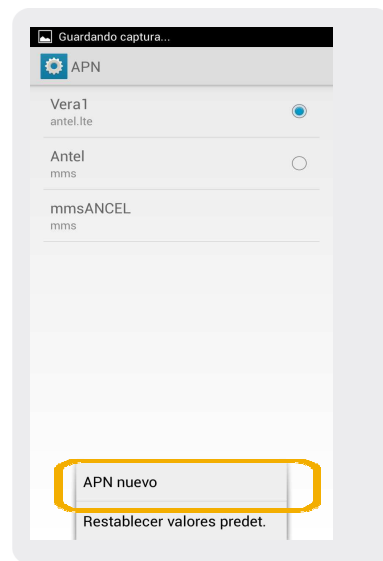 Guardando captura...
APN
Vera1
antel.lte
Antel
mms
mmsANCEL
mms
APN nuevo
Restablecer valores predet.